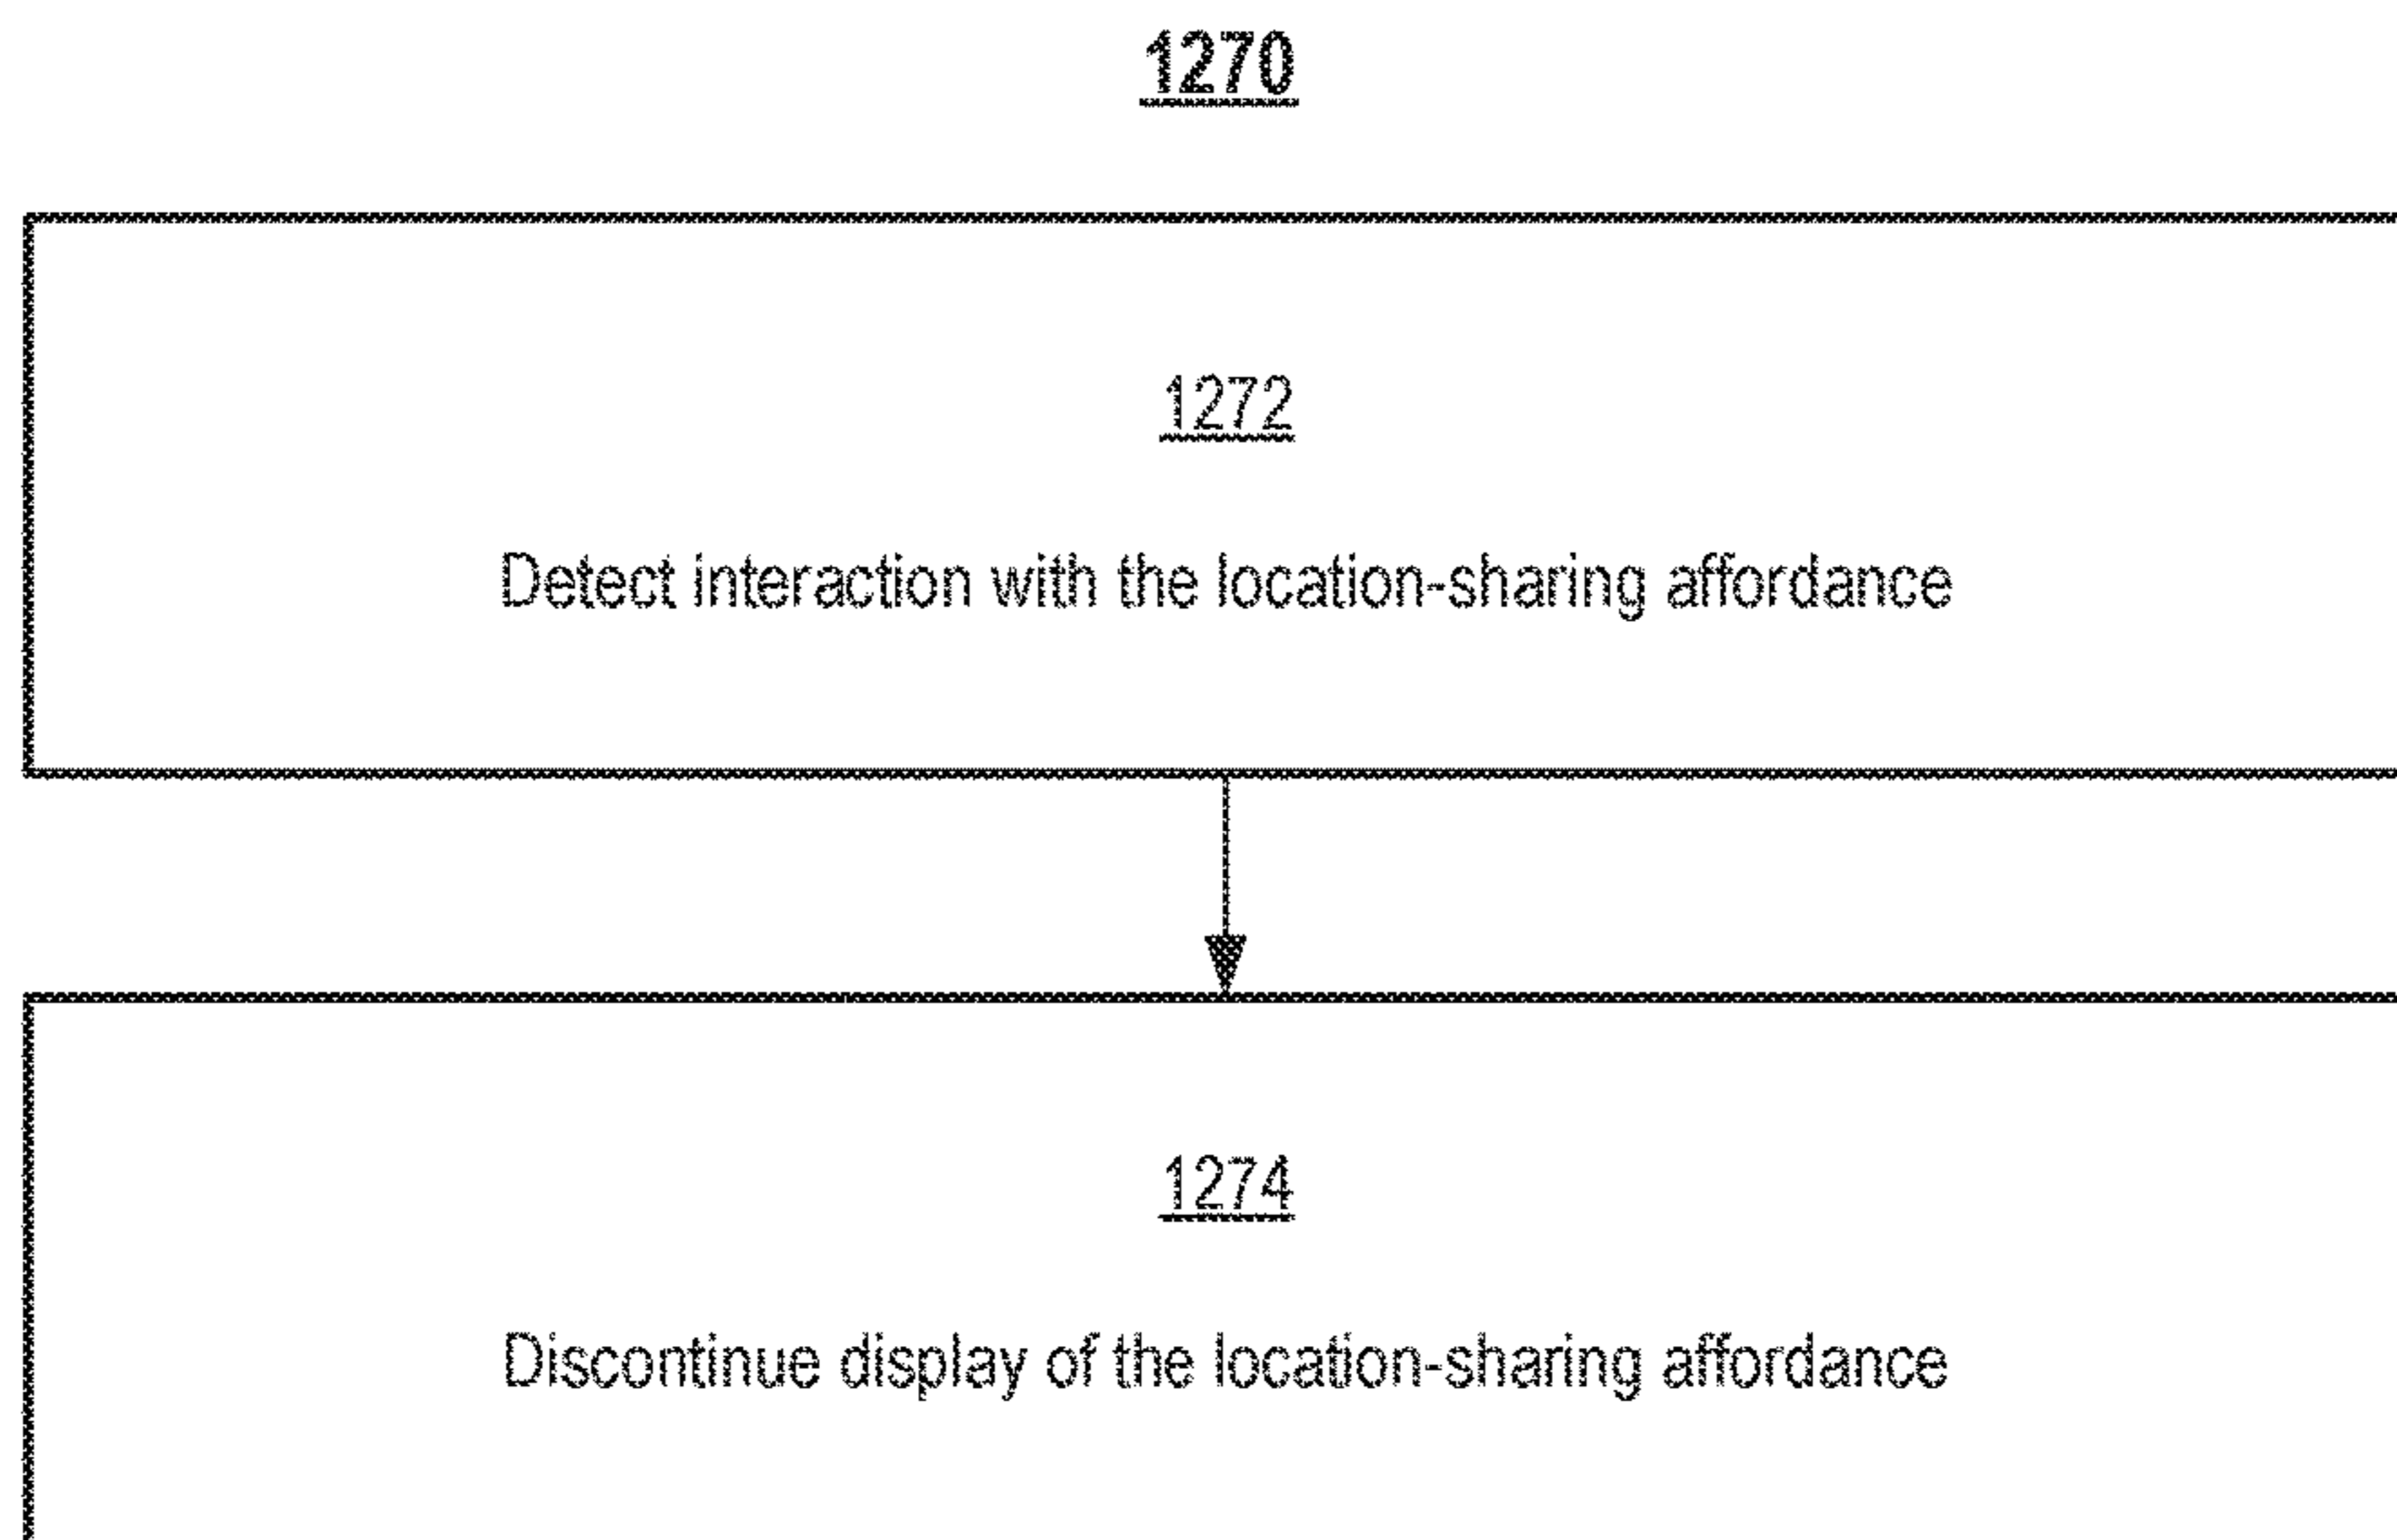 1270
1272
Detect interaction with the location-sharing affordance
1274
Discontinue display of the location-sharing affordance